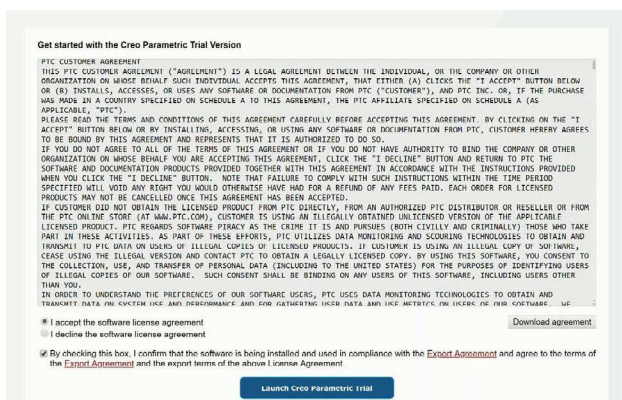 Get started with the Creo Parametric Trial Version
PTC CUSTOMER AGREEMENT
THIS PTC CUSTOMER AGREEMENT ("AGREEMENT") IS A LEGAL AGREEMENT BETWEEN THE INDIVIDUAL, OR THE COMPANY OR OTHER
ORGANIZATION ON WHOSE BEHALF SUCH INDIVIDUAL ACCEPTS THIS AGREEMENT, THAT EITHER (A) CLICKS THE "I ACCEPT" BUTTON BELOW
OR (B) INSTALLS, ACCESSES, OR USES ANY SOFTWARE OR DOCUMENTATION FROM PTC ("CUSTOMER"), AND PTC INC. OR, IF THE PURCHASE
WAS MADE IN A COUNTRY SPECIFIED ON SCHEDULE A TO THIS AGREEMENT, THE PTC AFFILIATE SPECIFIED ON SCHEDULE A (AS
APPLICABLE, "PTC").
PLEASE READ THE TERMS AND CONDITIONS OF THIS AGREEMENT CAREFULLY BEFORE ACCEPTING THIS AGREEMENT. BY CLICKING ON THE "I
ACCEPT" BUTTON BELOW OR BY INSTALLING, ACCESSING, OR USING ANY SOFTWARE OR DOCUMENTATION FROM PTC, CUSTOMER HEREBY AGREES
TO BE BOUND BY THIS AGREEMENT AND REPRESENTS THAT IT IS AUTHORIZED TO DO SO.
IF YOU DO NOT AGREE TO ALL OF THE TERMS OF THIS AGREEMENT OR IF YOU DO NOT HAVE AUTHORITY TO BIND THE COMPANY OR OTHER
ORGANIZATION ON WHOSE BEHALF YOU ARE ACCEPTING THIS AGREEMENT, CLICK THE "I DECLINE" BUTTON AND RETURN TO PTC THE
SOFTWARE AND DOCUMENTATION PRODUCTS PROVIDED TOGETHER WITH THIS AGREEMENT IN ACCORDANCE WITH THE INSTRUCTIONS PROVIDED
WHEN YOU CLICK THE "I DECLINE" BUTTON. NOTE THAT FAILURE TO COMPLY WITH SUCH INSTRUCTIONS WITHIN THE TIME PERIOD
SPECIFIED WILL VOID ANY RIGHT YOU WOULD OTHERWISE HAVE HAD FOR A REFUND OF ANY FEES PAID. EACH ORDER FOR LICENSED
PRODUCTS MAY NOT BE CANCELLED ONCE THIS AGREEMENT HAS BEEN ACCEPTED.
IF CUSTOMER DID NOT OBTAIN THE LICENSED PRODUCT FROM PTC DIRECTLY, FROM AN AUTHORIZED PTC DISTRIBUTOR OR RESELLER OR FROM
THE PTC ONLINE STORE (AT WWW.PTC.COM), CUSTOMER IS USING AN ILLEGALLY OBTAINED UNLICENSED VERSION OF THE APPLICABLE
LICENSED PRODUCT. PTC REGARDS SOFTWARE PIRACY AS THE CRIME IT IS AND PURSUES (BOTH CIVILLY AND CRIMINALLY) THOSE WHO TAKE
PART IN THESE ACTIVITIES. AS PART OF THESE EFFORTS, PTC UTILIZES DATA MONITORING AND SCOURING TECHNOLOGIES TO OBTAIN AND
TRANSMIT TO PTC DATA ON USERS OF ILLEGAL COPIES OF LICENSED PRODUCTS. IF CUSTOMER IS USING AN ILLEGAL COPY OF SOFTWARE,
CEASE USING THE ILLEGAL VERSION AND CONTACT PTC TO OBTAIN A LEGALLY LICENSED COPY. BY USING THIS SOFTWARE, YOU CONSENT TO
THE COLLECTION, USE, AND TRANSFER OF PERSONAL DATA (INCLUDING TO THE UNITED STATES) FOR THE PURPOSES OF IDENTIFYING USERS
OF ILLEGAL COPIES OF OUR SOFTWARE. SUCH CONSENT SHALL BE BINDING ON ANY USERS OF THIS SOFTWARE, INCLUDING USERS OTHER
THAN YOU.
IN ORDER TO UNDERSTAND THE PREFERENCES OF OUR SOFTWARE USERS, PTC USES DATA MONITORING TECHNOLOGIES TO OBTAIN AND
TRANSMIT DATA ON SYSTEM USE AND PERFORMANCE AND FOR GATHERING USER DATA AND USE METRICS ON USERS OF OUR SOFTWARE. WE
I accept the software license agreement
Download agreement
I decline the software license agreement
By checking this box, I confirm that the software is being installed and used in compliance with the Export Agreement and agree to the terms of
the Export Agreement and the export terms of the above License Agreement.
Launch Creo Parametric Trial